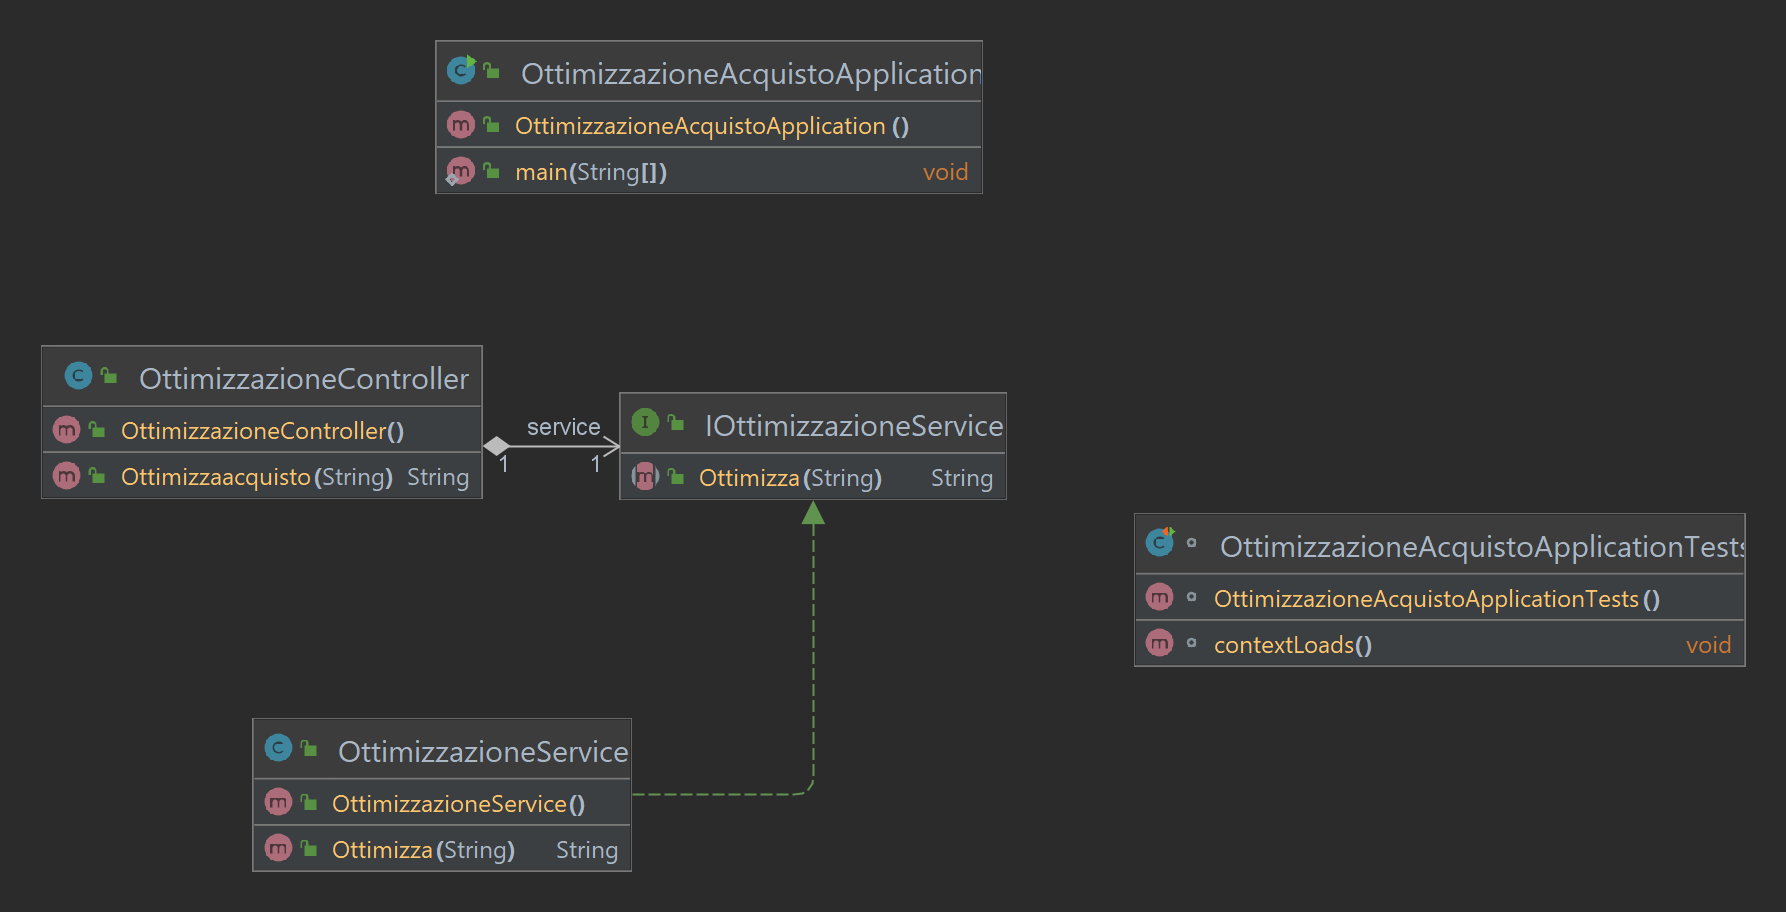 OttimizzazioneAcquistoApplication
OttimizzazioneAcquistoApplication ()
main(String[]) void
OttimizzazioneController
OttimizzazioneController()
Ottimizzaacquisto(String) String
service
1
1
IOttimizzazioneService
Ottimizza(String) String
OttimizzazioneAcquistoApplicationTests
OttimizzazioneAcquistoApplicationTests ()
contextLoads() void
OttimizzazioneService
OttimizzazioneService()
Ottimizza(String) String